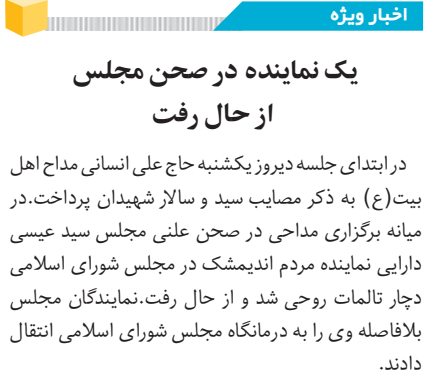 اخبار ویژه
یک نماینده در صحن مجلس
از حال رفت
در ابتدای جلسه دیروز یکشنبه حاج علی انسانی مداح اهل
بیت(ع) به ذکر مصایب سید و سالار شهیدان پرداخت.در
میانه برگزاری مداحی در صحن علنی مجلس سید عیسی
دارایی نماینده مردم اندیمشک در مجلس شورای اسلامی
دچار تالمات روحی شد و از حال رفت.نمایندگان مجلس
بلافاصله وی را به درمانگاه مجلس شورای اسلامی انتقال
دادند.